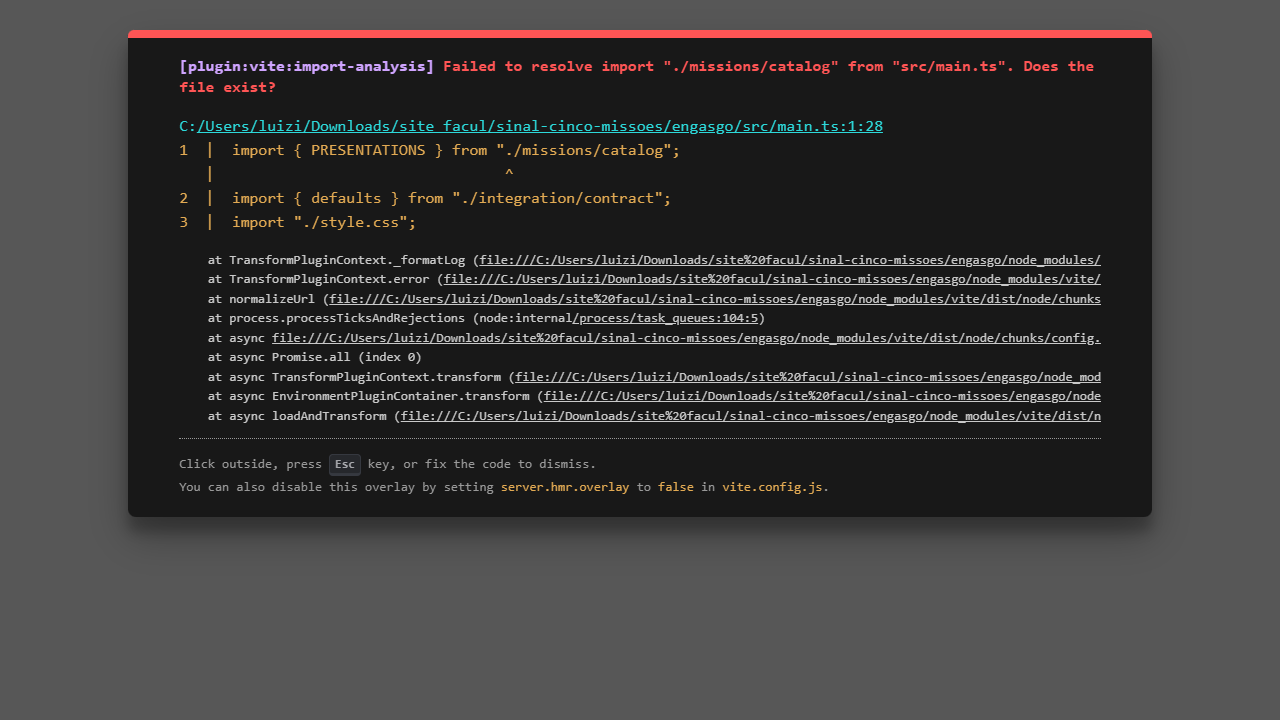 [plugin:vite:import-analysis] Failed to resolve import "./missions/catalog" from "src/main.ts". Does the
file exist?
C:/Users/luizi/Downloads/site facul/sinal-cinco-missoes/engasgo/src/main.ts:1:28
1  |  import { PRESENTATIONS } from "./missions/catalog";
   |                                 ^
2  |  import { defaults } from "./integration/contract";
3  |  import "./style.css";
at TransformPluginContext._formatLog (file:///C:/Users/luizi/Downloads/site%20facul/sinal-cinco-missoes/engasgo/node_modules/
at TransformPluginContext.error (file:///C:/Users/luizi/Downloads/site%20facul/sinal-cinco-missoes/engasgo/node_modules/vite/
at normalizeUrl (file:///C:/Users/luizi/Downloads/site%20facul/sinal-cinco-missoes/engasgo/node_modules/vite/dist/node/chunks
at process.processTicksAndRejections (node:internal/process/task_queues:104:5)
at async file:///C:/Users/luizi/Downloads/site%20facul/sinal-cinco-missoes/engasgo/node_modules/vite/dist/node/chunks/config.
at async Promise.all (index 0)
at async TransformPluginContext.transform (file:///C:/Users/luizi/Downloads/site%20facul/sinal-cinco-missoes/engasgo/node_mod
at async EnvironmentPluginContainer.transform (file:///C:/Users/luizi/Downloads/site%20facul/sinal-cinco-missoes/engasgo/node
at async loadAndTransform (file:///C:/Users/luizi/Downloads/site%20facul/sinal-cinco-missoes/engasgo/node_modules/vite/dist/n
Click outside, press Esc key, or fix the code to dismiss.
You can also disable this overlay by setting server.hmr.overlay to false in vite.config.js.